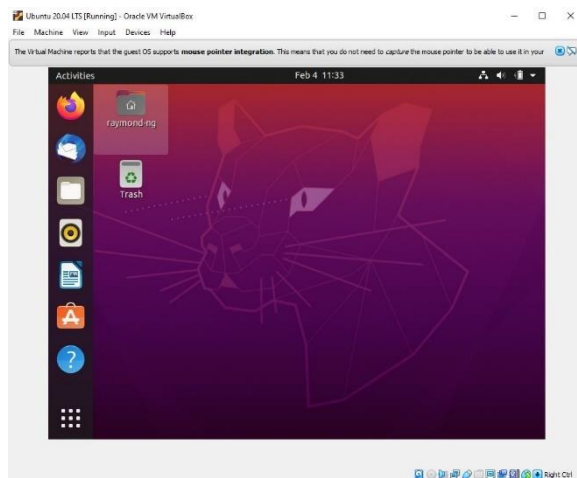 Ubuntu 20.04 LTS [Running] - Oracle VM VirtualBox
File Machine View Input Devices Help
The Virtual Machine reports that the guest OS supports mouse pointer integration. This means that you do not need to capture the mouse pointer to be able to use it in your
Activities Feb 4 11:33
raymond-ng
Trash
Right Ctrl